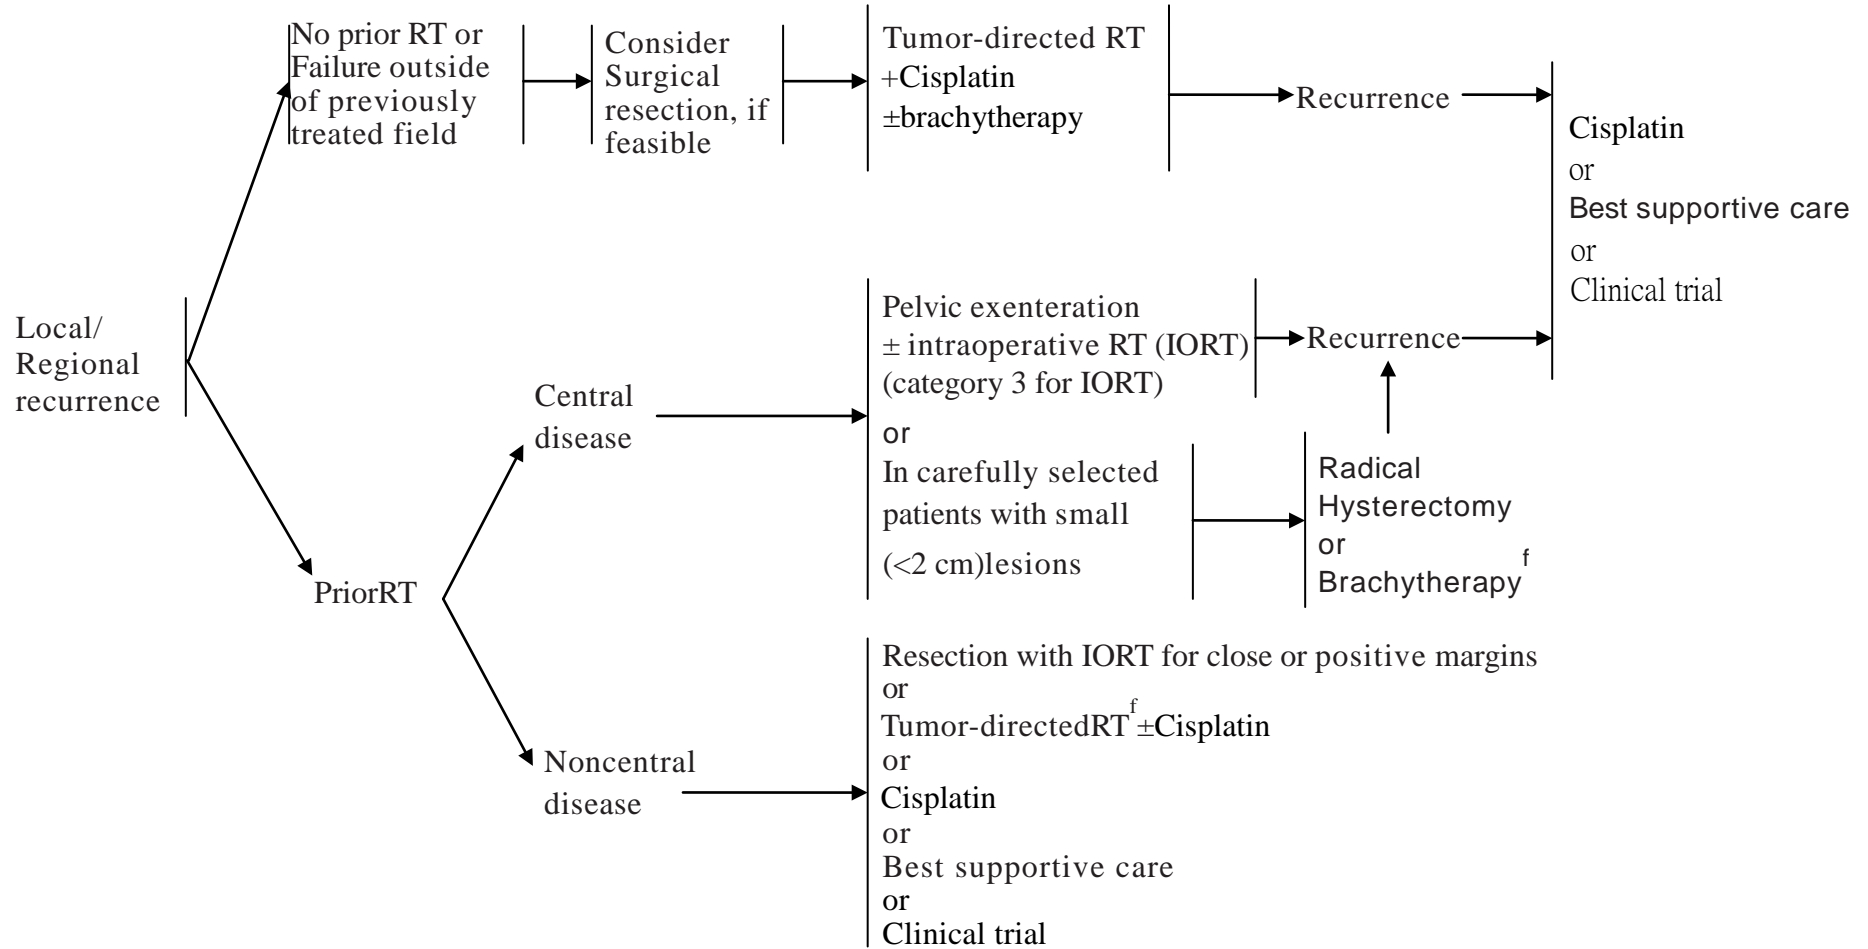 No prior RT or
Failure outside
of previously
treated field
Consider
Surgical
resection, if
feasible
Tumor-directed RT
+Cisplatin
±brachytherapy
Recurrence
Cisplatin
or
Best supportive care
or
Clinical trial
Local/
Regional
recurrence
PriorRT
Central
disease
Pelvic exenteration
± intraoperative RT (IORT)
(category 3 for IORT)
or
In carefully selected
patients with small
(<2 cm)lesions
Recurrence
Radical
Hysterectomy
or
Brachytherapy f
Noncentral
disease
Resection with IORT for close or positive margins
or
Tumor-directedRT f ±Cisplatin
or
Cisplatin
or
Best supportive care
or
Clinical trial